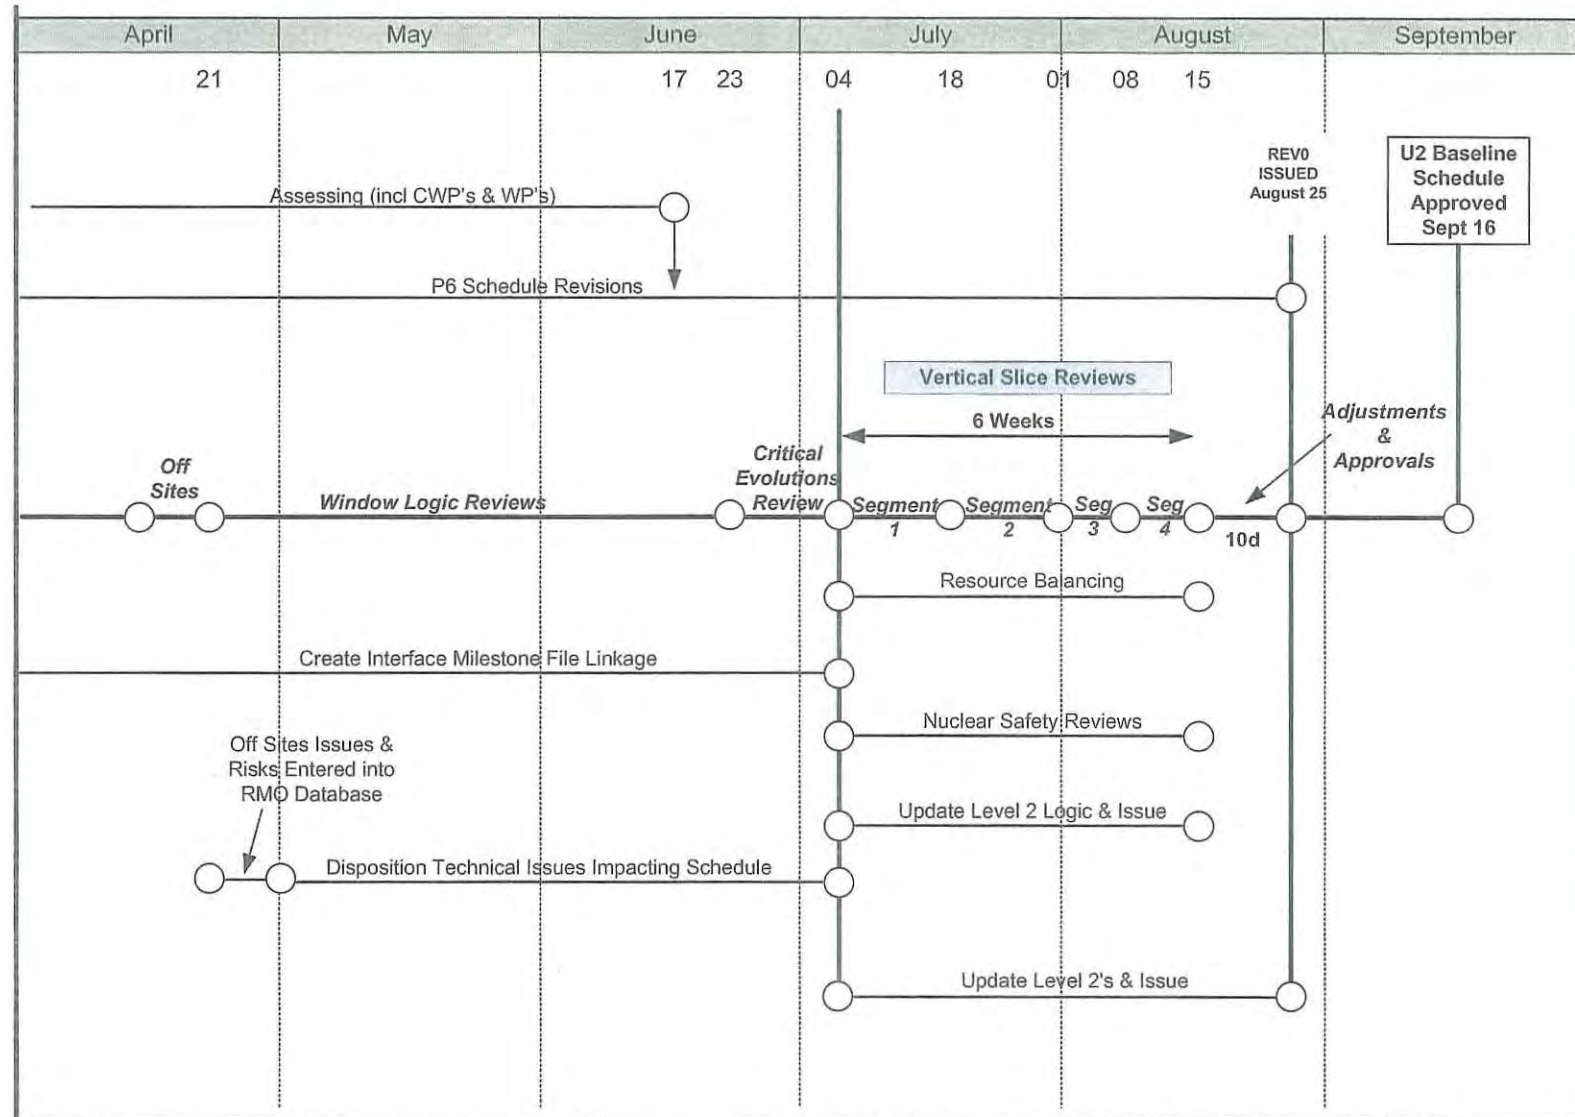 April May June July August September
21 17 23 04 18 01 08 15
REV0
ISSUED
August 25
U2 Baseline
Schedule
Approved
Sept 16
Assessing (incl CWP's & WP's)
P6 Schedule Revisions
Vertical Slice Reviews
6 Weeks
Adjustments
&
Approvals
Off
Sites
Window Logic Reviews
Critical
Evolutions
Review
Segment
1
Segment
2
Seg
3
Seg
4
10d
Resource Balancing
Create Interface Milestone File Linkage
Nuclear Safety Reviews
Off Sites Issues &
Risks Entered into
RMO Database
Update Level 2 Logic & Issue
Disposition Technical Issues Impacting Schedule
Update Level 2's & Issue